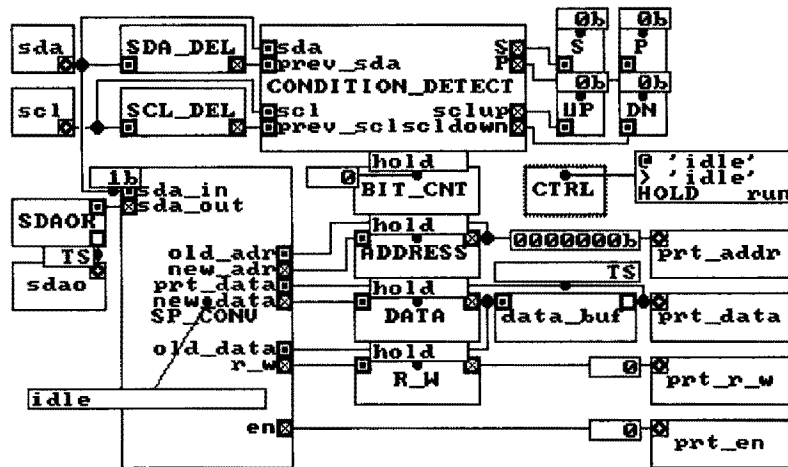 0b 0b
sda SDA_DEL sda S S P
prev_sda P
CONDITION_DETECT 0b 0b
scl SCL_DEL scl sclup UP DN
prev_scl scldown
1b hold @ 'idle'
sda_in 0 BIT_CNT CTRL > 'idle'
SDAOR sda_out hold HOLD run
TS old_adr ADDRESS 0000000b prt_addr
sdao new_adr hold TS
prt_data
new_data DATA data_buf prt_data
SP_CONV
old_data hold
r_w R_W 0 prt_r_w
idle
en 0 prt_en